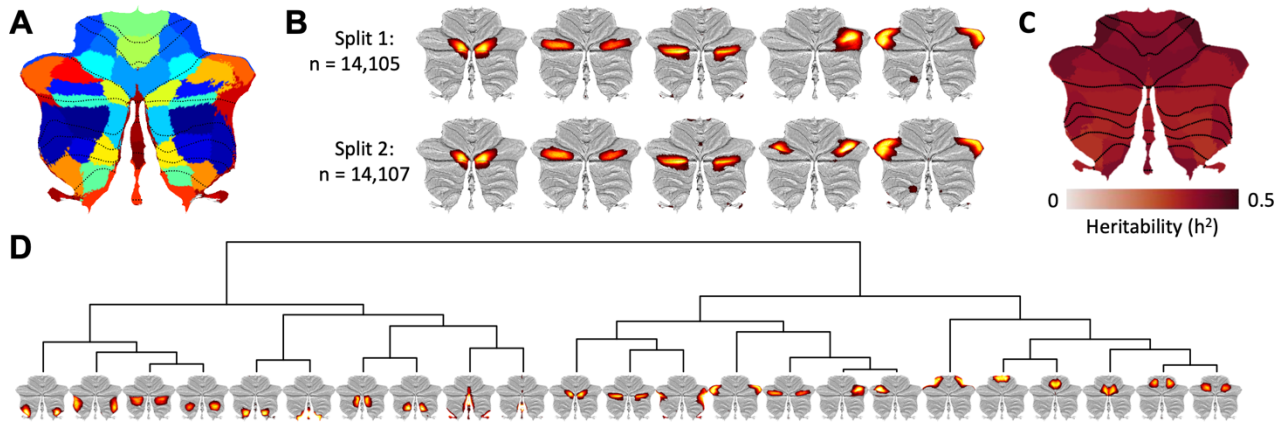 A
B
Split 1:
n = 14,105
Split 2:
n = 14,107
C
0
0.5
Heritability (h²)
D